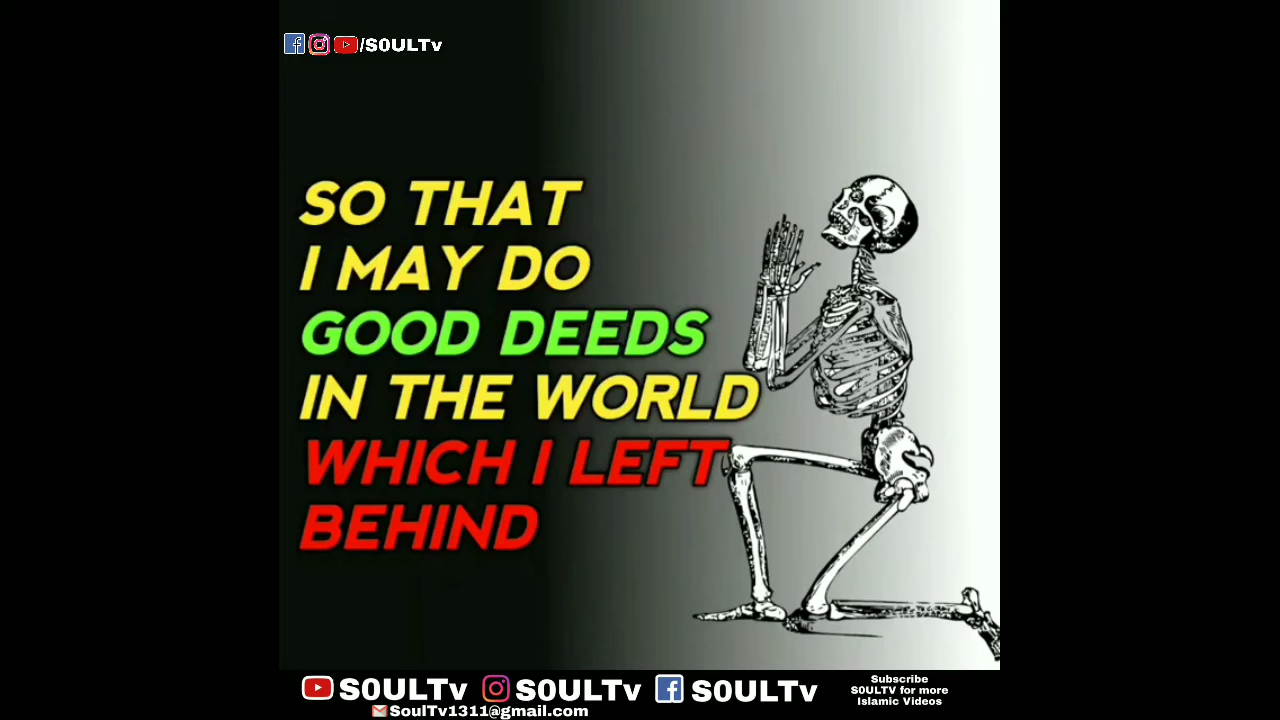 /S0ULTv
SO THAT
I MAY DO
GOOD DEEDS
IN THE WORLD
WHICH I LEFT
BEHIND
S0ULTv S0ULTv S0ULTv
SoulTv1311@gmail.com
Subscribe
S0ULTV for more
Islamic Videos